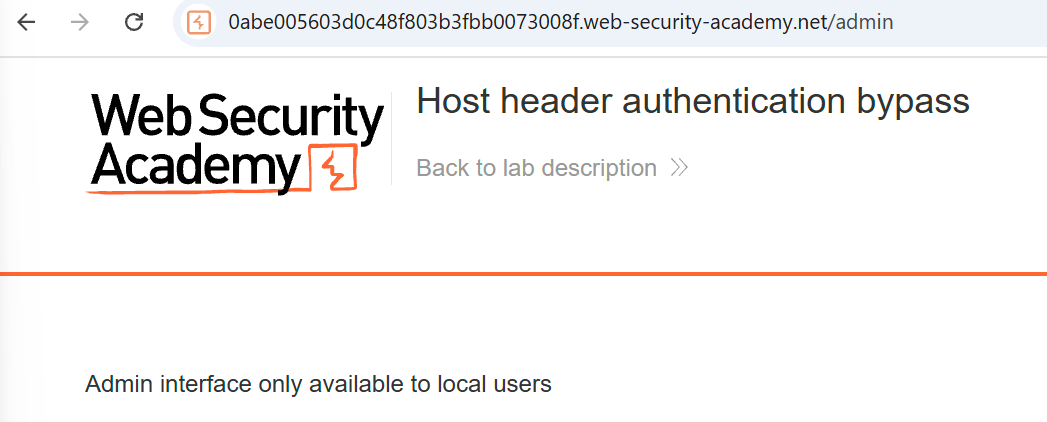 0abe005603d0c48f803b3fbb0073008f.web-security-academy.net/admin
Web Security
Academy
Host header authentication bypass
Back to lab description
Admin interface only available to local users